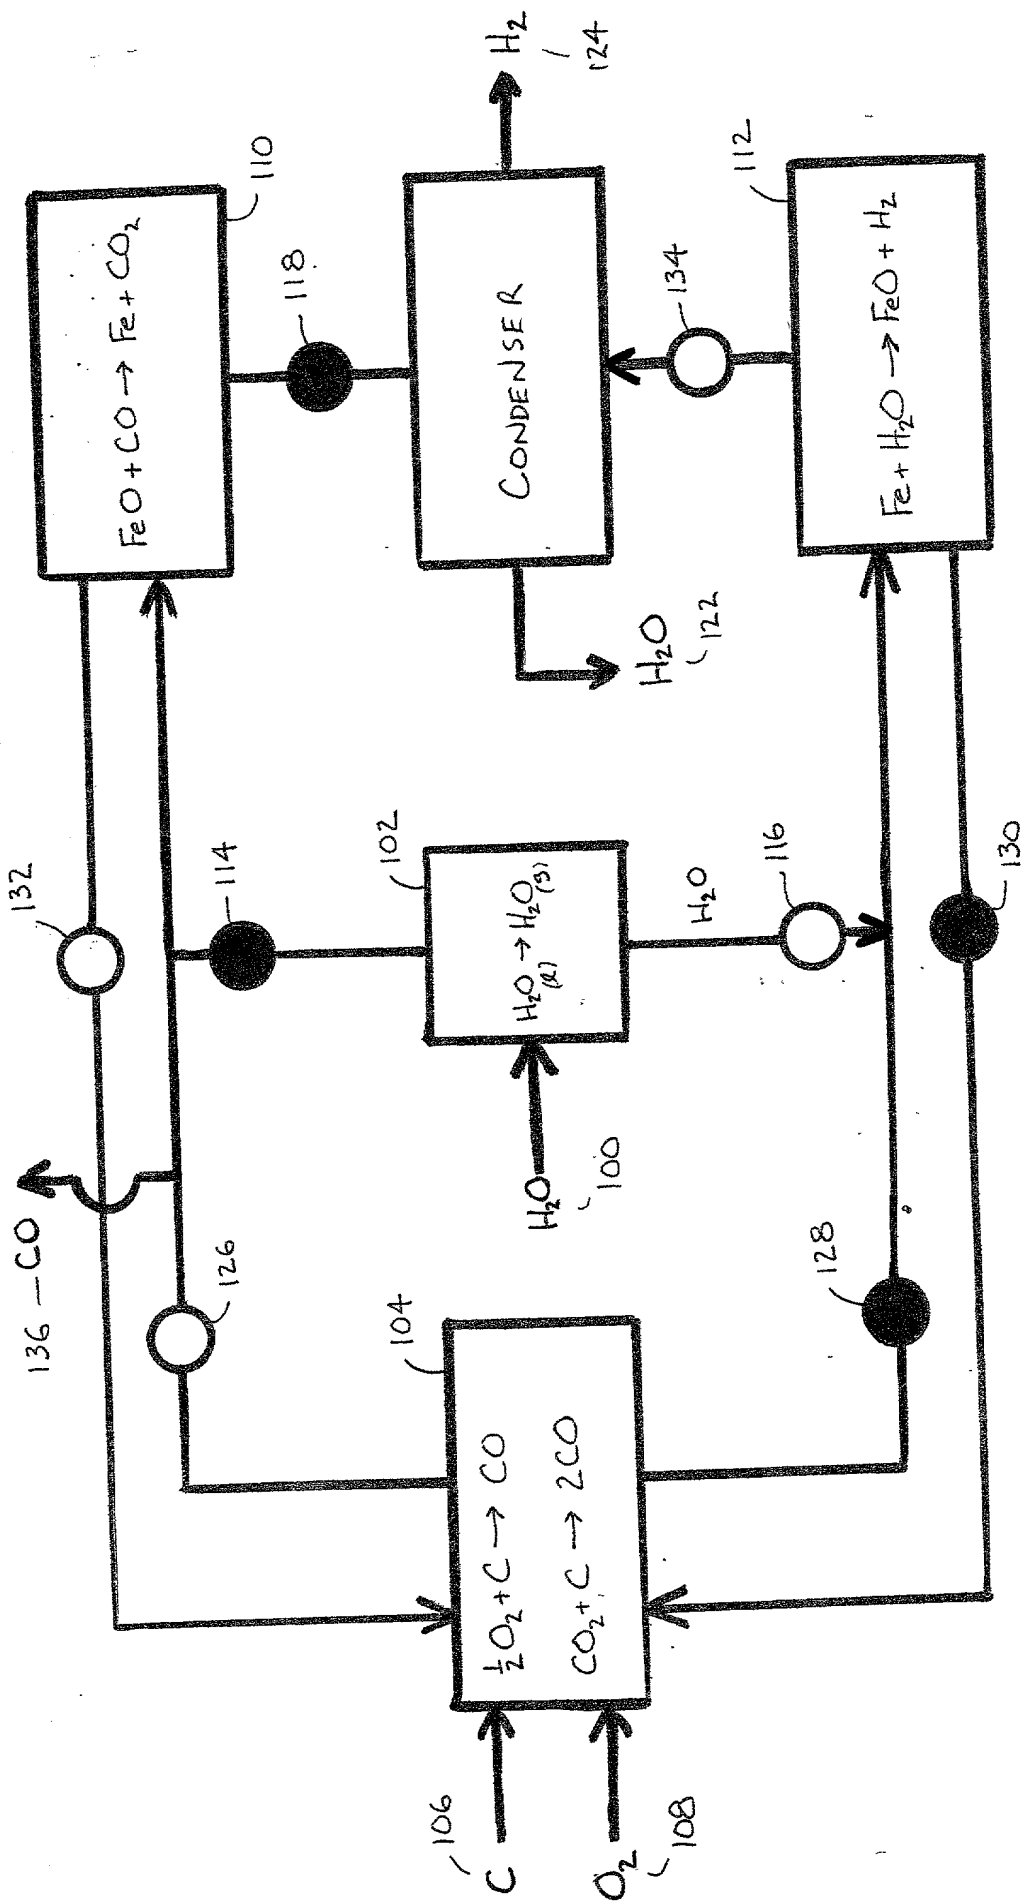 136 — CO
132
126
114
FeO + CO → Fe + CO₂
110
118
C
106
O₂
108
104
½O₂ + C → CO
CO₂ + C → 2CO
H₂O
100
102
H₂O(l) → H₂O(g)
H₂O
116
CONDENSER
H₂
124
H₂O
122
134
128
130
Fe + H₂O → FeO + H₂
112